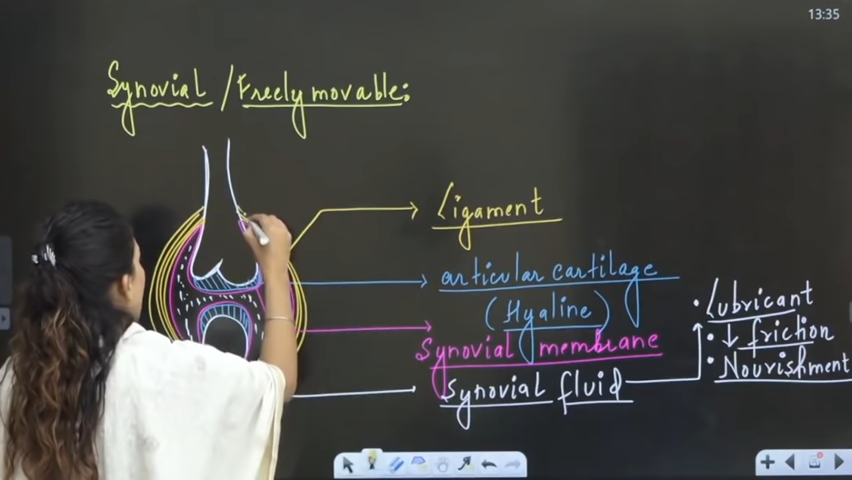 13:35
Synovial / Freely movable:
Ligament
articular cartilage
(Hyaline)
Synovial membrane
Synovial fluid
• Lubricant
• ↓ friction
• Nourishment